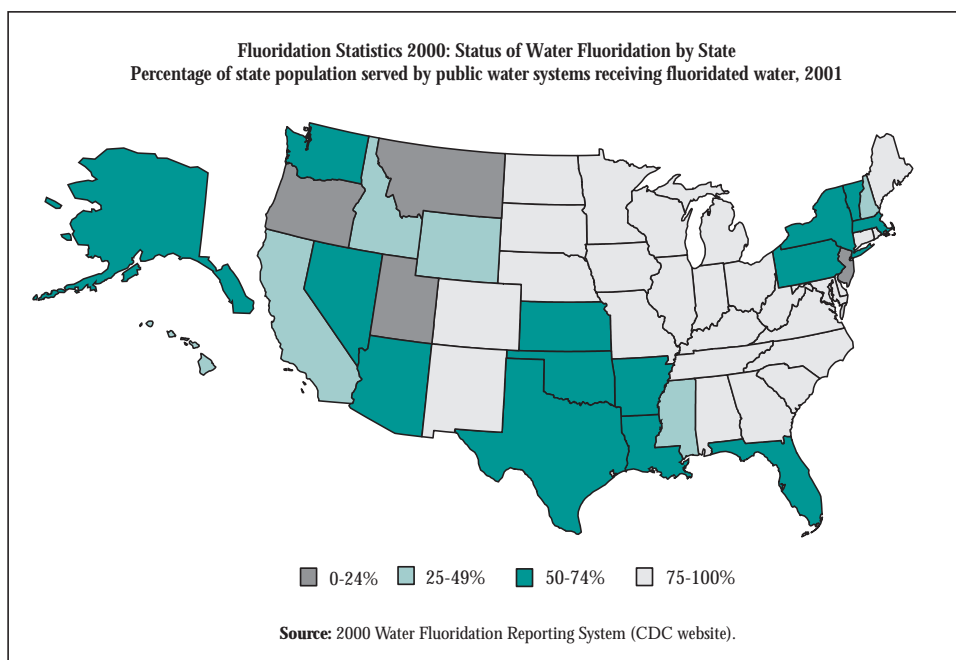 Fluoridation Statistics 2000: Status of Water Fluoridation by State
Percentage of state population served by public water systems receiving fluoridated water, 2001
0-24% 25-49% 50-74% 75-100%
Source: 2000 Water Fluoridation Reporting System (CDC website).